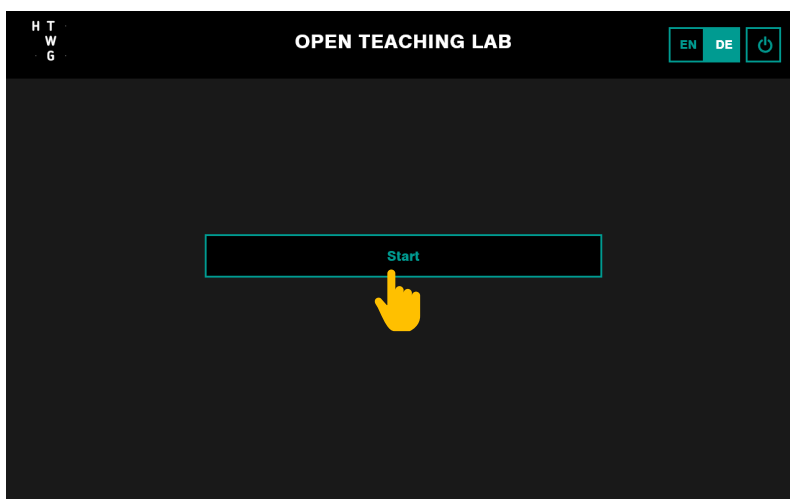 H T
W
G
OPEN TEACHING LAB
EN DE
Start